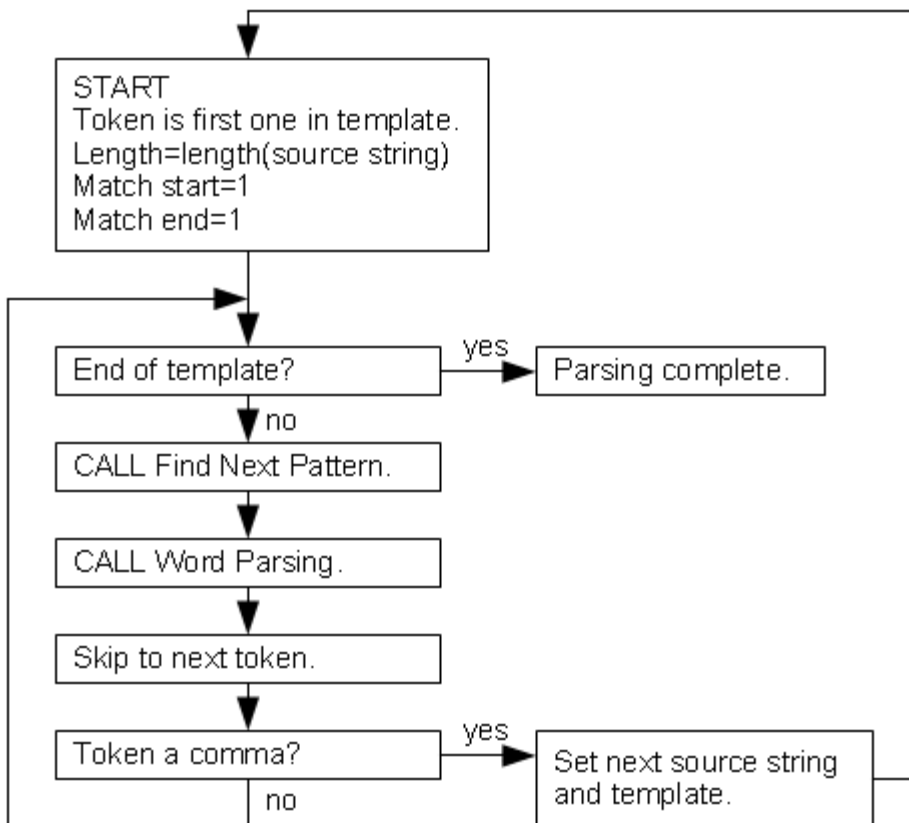 START
Token is first one in template.
Length=length(source string)
Match start=1
Match end=1
End of template?
yes
Parsing complete.
no
CALL Find Next Pattern.
CALL Word Parsing.
Skip to next token.
Token a comma?
yes
Set next source string
and template.
no